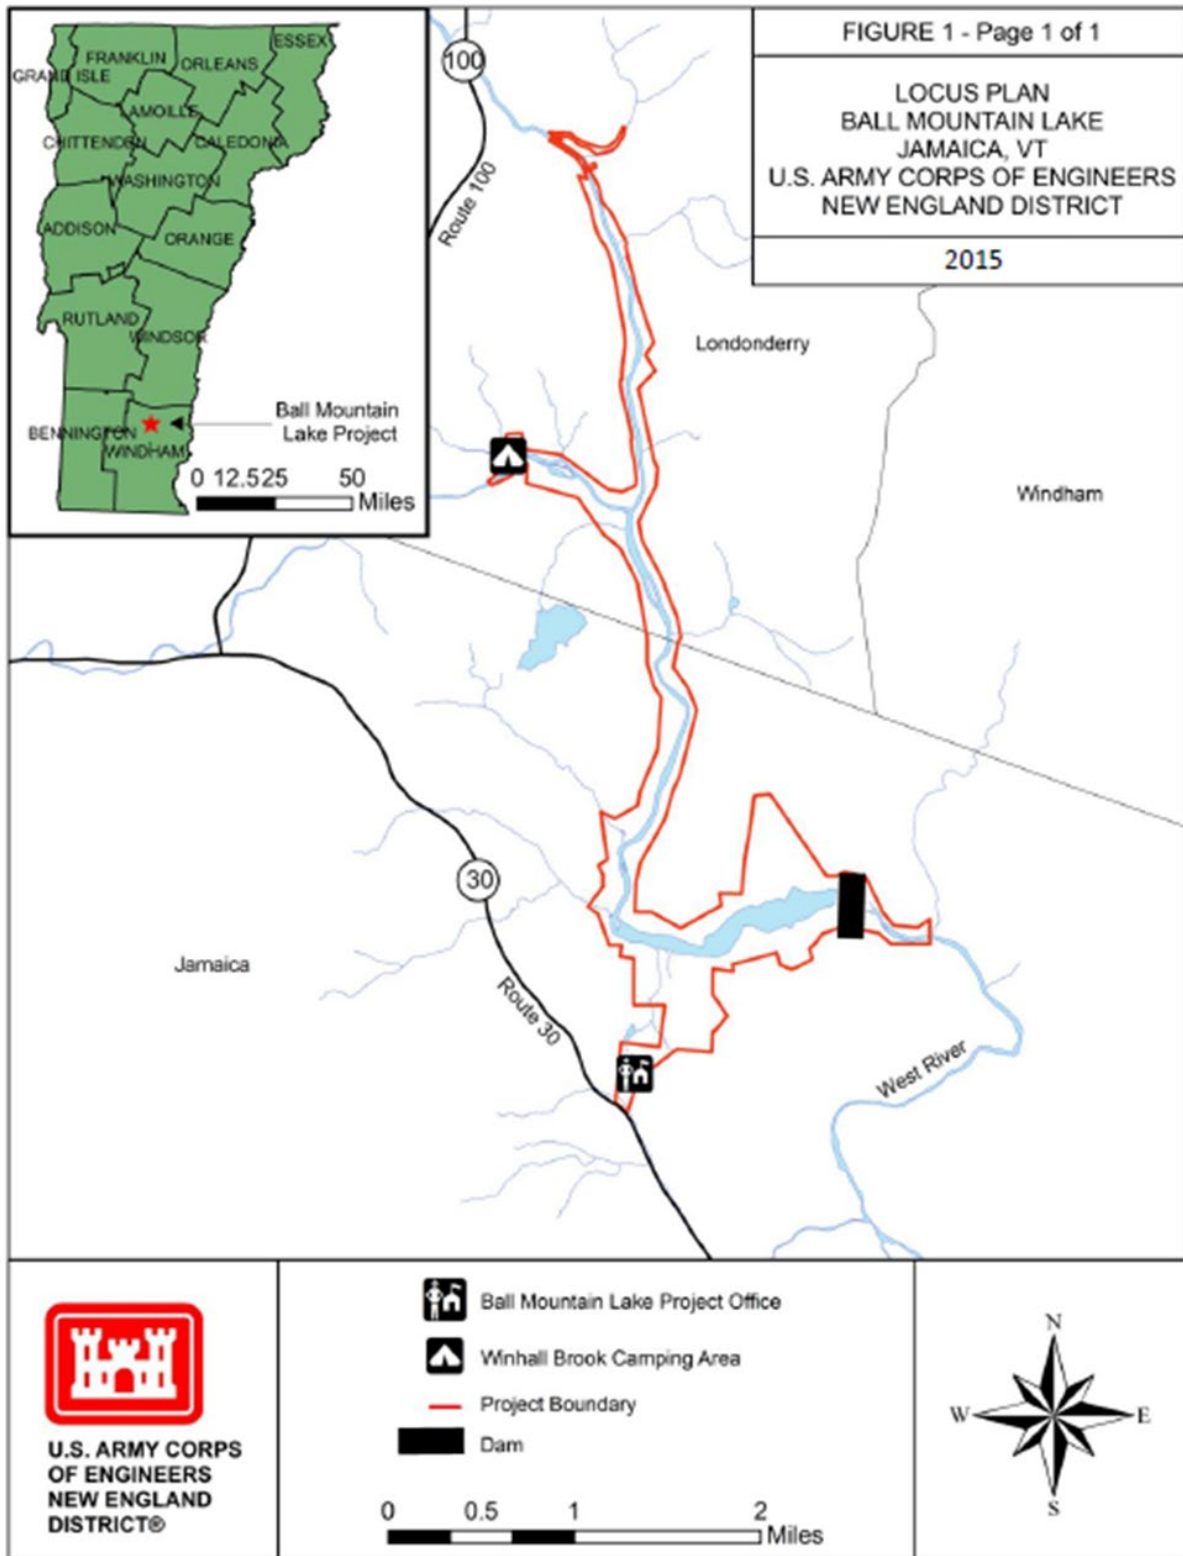 FIGURE 1 - Page 1 of 1
LOCUS PLAN
BALL MOUNTAIN LAKE
JAMAICA, VT
U.S. ARMY CORPS OF ENGINEERS
NEW ENGLAND DISTRICT
2015
ESSEX
FRANKLIN
ORLEANS
GRAND ISLE
LAMOILLE
CHITTENDEN
CALEDONIA
WASHINGTON
ADDISON
ORANGE
RUTLAND
WINDSOR
BENNINGTON
WINDHAM
Ball Mountain
Lake Project
0 12.5 25 50
Miles
100
Route 100
Londonderry
Windham
30
Jamaica
Route 30
West River
U.S. ARMY CORPS
OF ENGINEERS
NEW ENGLAND
DISTRICT®
Ball Mountain Lake Project Office
Winhall Brook Camping Area
Project Boundary
Dam
0 0.5 1 2
Miles
N
W E
S